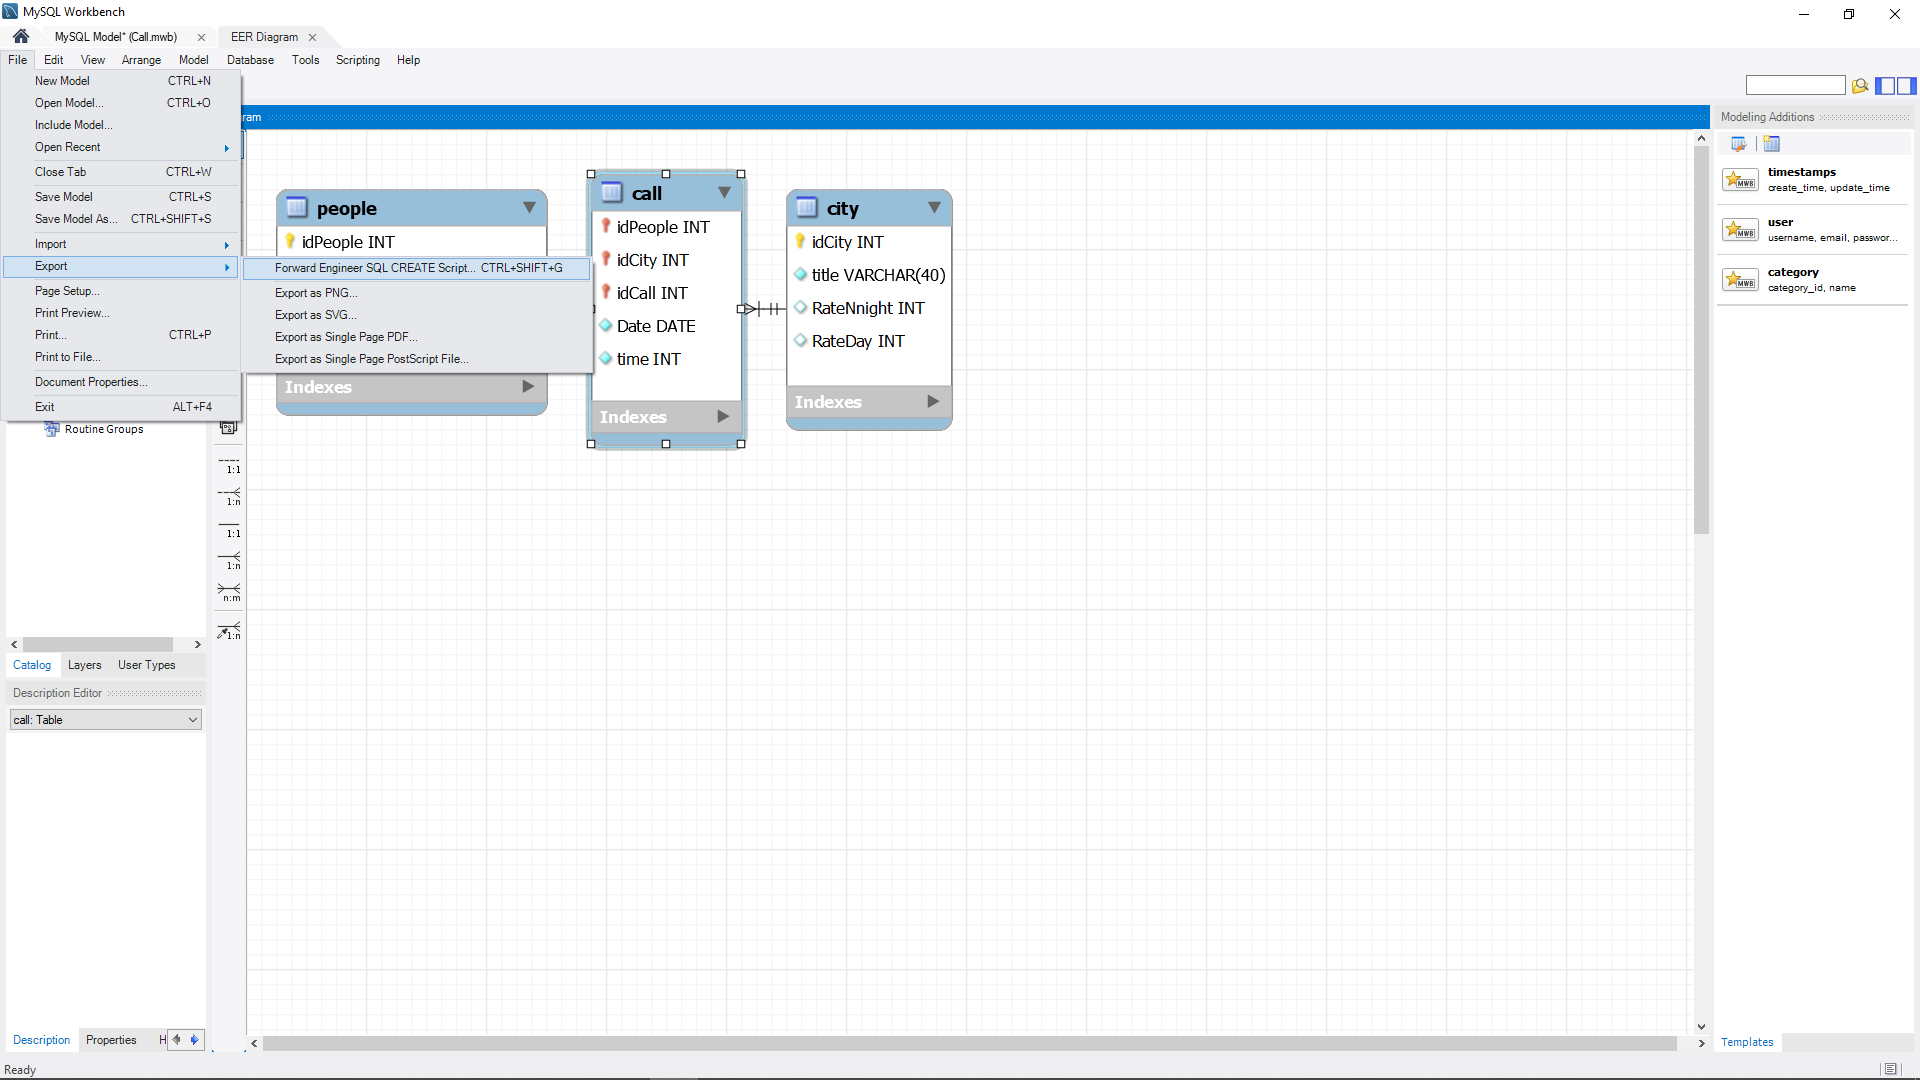 MySQL Workbench
MySQL Model* (Call.mwb)
EER Diagram
File Edit View Arrange Model Database Tools Scripting Help
New Model CTRL+N
Open Model... CTRL+O
Include Model...
Open Recent
Close Tab CTRL+W
Save Model CTRL+S
Save Model As... CTRL+SHIFT+S
Import
Export
Page Setup...
Print Preview...
Print... CTRL+P
Print to File...
Document Properties...
Exit ALT+F4
Forward Engineer SQL CREATE Script... CTRL+SHIFT+G
Export as PNG...
Export as SVG...
Export as Single Page PDF...
Export as Single Page PostScript File...
ram
people
idPeople INT
Indexes
call
idPeople INT
idCity INT
idCall INT
Date DATE
time INT
Indexes
city
idCity INT
title VARCHAR(40)
RateNnight INT
RateDay INT
Indexes
Routine Groups
1:1
1:n
1:1
1:n
n:m
1:n
Catalog Layers User Types
Description Editor
call: Table
Description Properties H
Ready
Modeling Additions
MWB
timestamps
create_time, update_time
MWB
user
username, email, passwor...
MWB
category
category_id, name
Templates